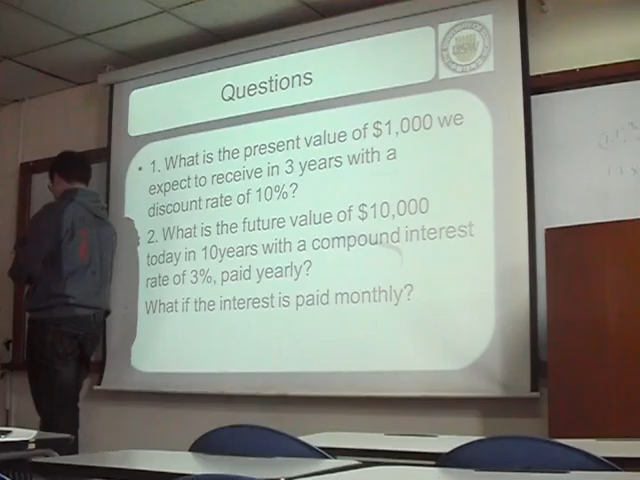 Questions
• 1. What is the present value of $1,000 we
expect to receive in 3 years with a
discount rate of 10%?
2. What is the future value of $10,000
today in 10years with a compound interest
rate of 3%, paid yearly?
What if the interest is paid monthly?